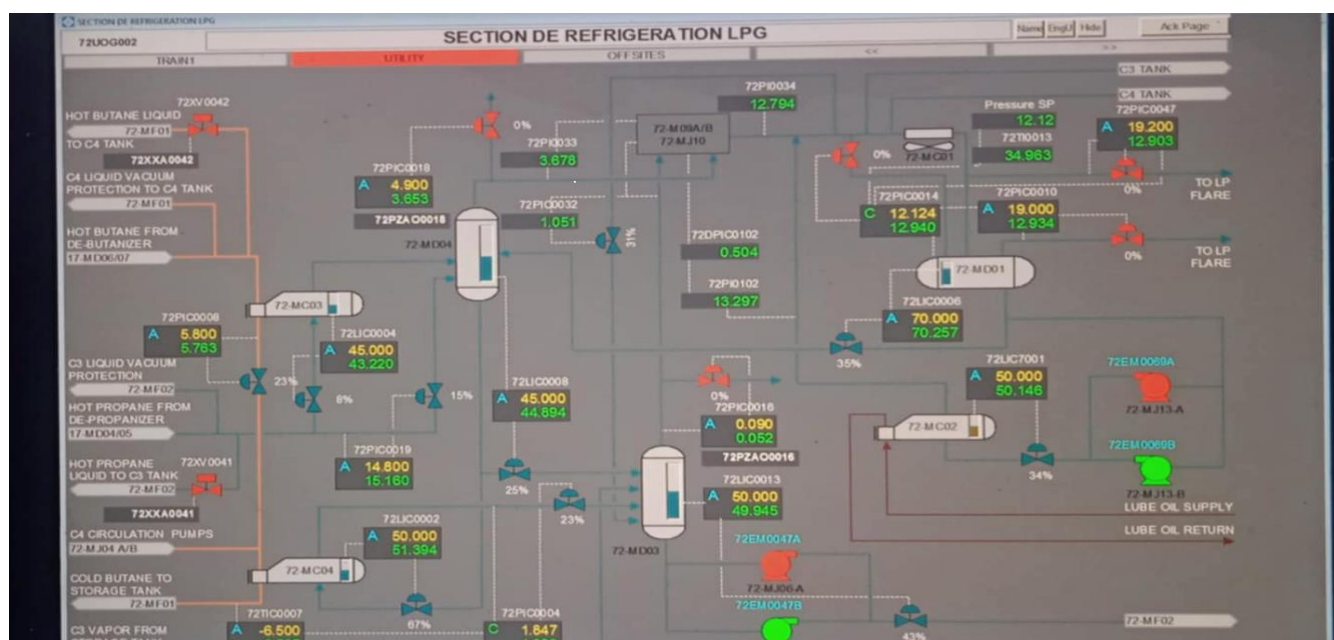 SECTION DE REFRIGERATION LPG
72UOG002
SECTION DE REFRIGERATION LPG
Name EngU Hide
Ack Page
TRAIN1
UTILITY
OFFSITES
<<
>>
C3 TANK
C4 TANK
72XV0042
HOT BUTANE LIQUID
72-MF01
TO C4 TANK
72XXA0042
C4 LIQUID VACUUM
PROTECTION TO C4 TANK
72-MF01
HOT BUTANE FROM
DE-BUTANIZER
17-MD06/07
72PIC0018
A 4.900
3.653
72PZAO0018
72-MD04
0%
72PI0033
3.678
72PI0032
1.051
31%
72-M09A/B
72-MJ10
72PI0034
12.794
72DPIC0102
0.504
72PI0102
13.297
Pressure SP
12.12
72TI0013
34.963
72-MC01
0%
72PIC0047
A 19.200
12.903
0%
TO LP
FLARE
72PIC0014
C 12.124
12.940
72PIC0010
A 19.000
12.934
0%
TO LP
FLARE
72-MD01
72LIC0006
A 70.000
70.257
35%
72-MC03
72PIC0006
A 5.800
5.763
23%
72LIC0004
A 45.000
43.220
8%
15%
C3 LIQUID VACUUM
PROTECTION
72-MF02
HOT PROPANE FROM
DE-PROPANIZER
17-MD04/05
72PIC0019
A 14.800
15.160
72LIC0008
A 45.000
44.894
25%
0%
72PIC0016
A 0.090
0.052
72PZAO0016
72LIC7001
A 50.000
50.146
72-MC02
34%
72EM0069A
72-MJ13-A
72EM0069B
72-MJ13-B
LUBE OIL SUPPLY
LUBE OIL RETURN
HOT PROPANE
LIQUID TO C3 TANK
72XV0041
72-MF02
72XXA0041
23%
72-MD03
72LIC0013
A 50.000
49.945
C4 CIRCULATION PUMPS
72-MJ04 A/B
72LIC0002
A 50.000
51.394
72-MC04
67%
COLD BUTANE TO
STORAGE TANK
72-MF01
72EM0047A
72-MJ06-A
72EM0047B
43%
72-MF02
72TIC0007
A -6.500
72PIC0004
C 1.847
C3 VAPOR FROM